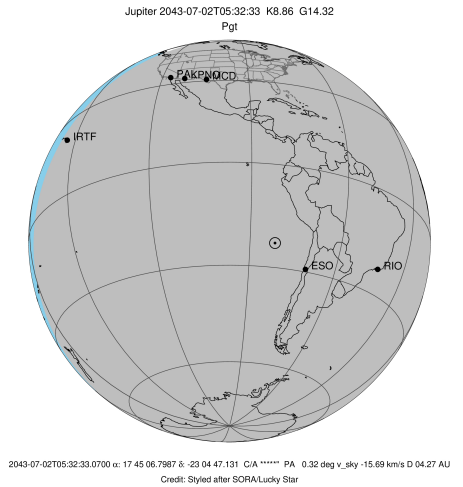 Jupiter 2043-07-02T05:32:33 K8.86 G14.32
Pgt
PAL
KPNO
MCD
IRTF
ESO
RIO
2043-07-02T05:32:33.0700 α: 17 45 06.7987 δ: -23 04 47.131 C/A *****" PA 0.32 deg v_sky -15.69 km/s D 04.27 AU
Credit: Styled after SORA/Lucky Star